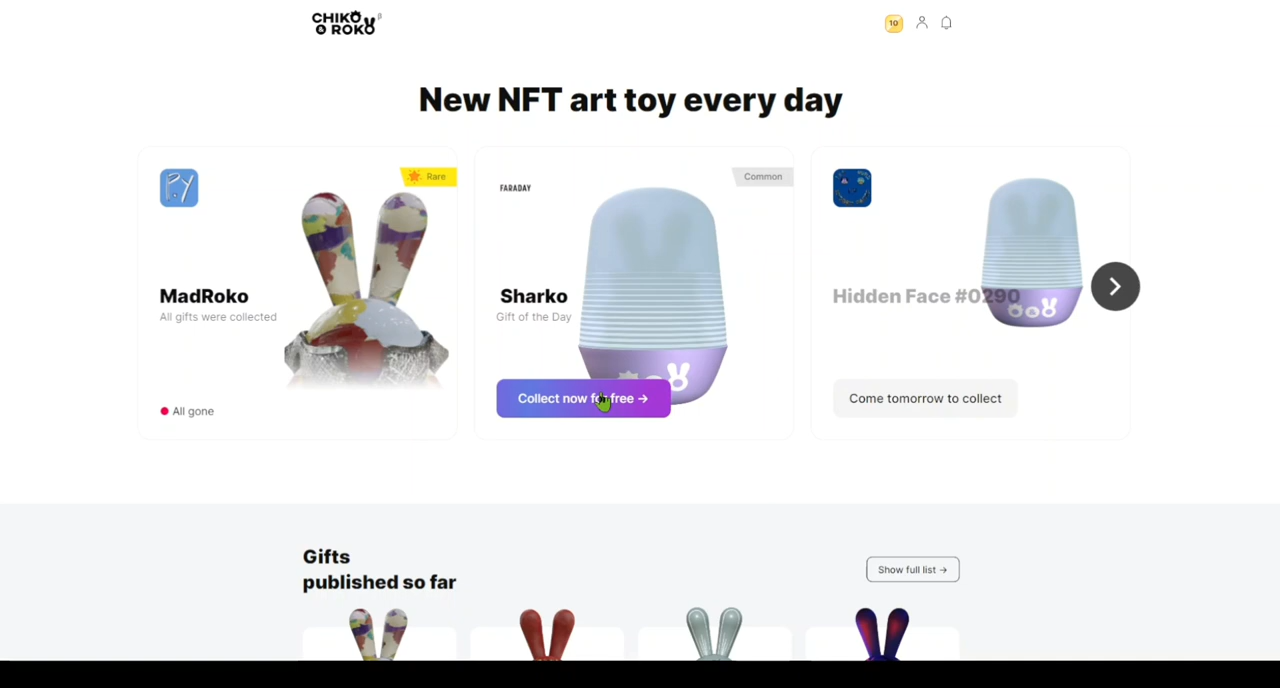 CHIKO
& ROKO
β
10
New NFT art toy every day
P.Y
Rare
MadRoko
All gifts were collected
All gone
FARADAY
Common
Sharko
Gift of the Day
Collect now for free →
Hidden Face #0290
Come tomorrow to collect
Gifts
published so far
Show full list →